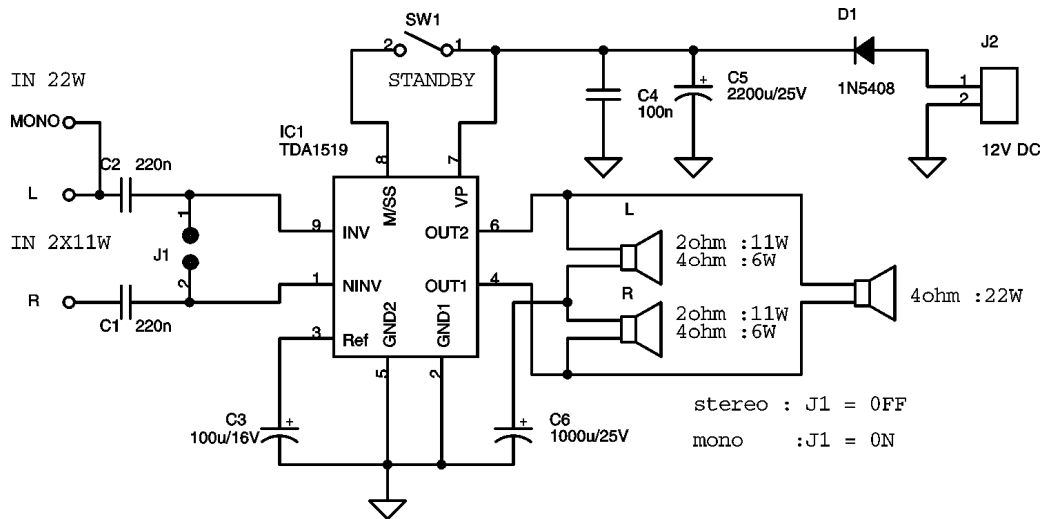 SW1
2
1
STANDBY
D1
1N5408
J2
1
2
12V DC
IN 22W
MONO
C4
100n
C5
+
2200u/25V
IC1
TDA1519
C2 220n
L
8
7
M/SS
VP
1
J1
2
9
INV
OUT2
6
L
2ohm :11W
4ohm :6W
IN 2X11W
R
C1
220n
1
NINV
OUT1
4
R
2ohm :11W
4ohm :6W
4ohm :22W
3
Ref
GND2
GND1
5
2
C3
+
100u/16V
C6
+
1000u/25V
stereo : J1 = 0FF
mono :J1 = 0N